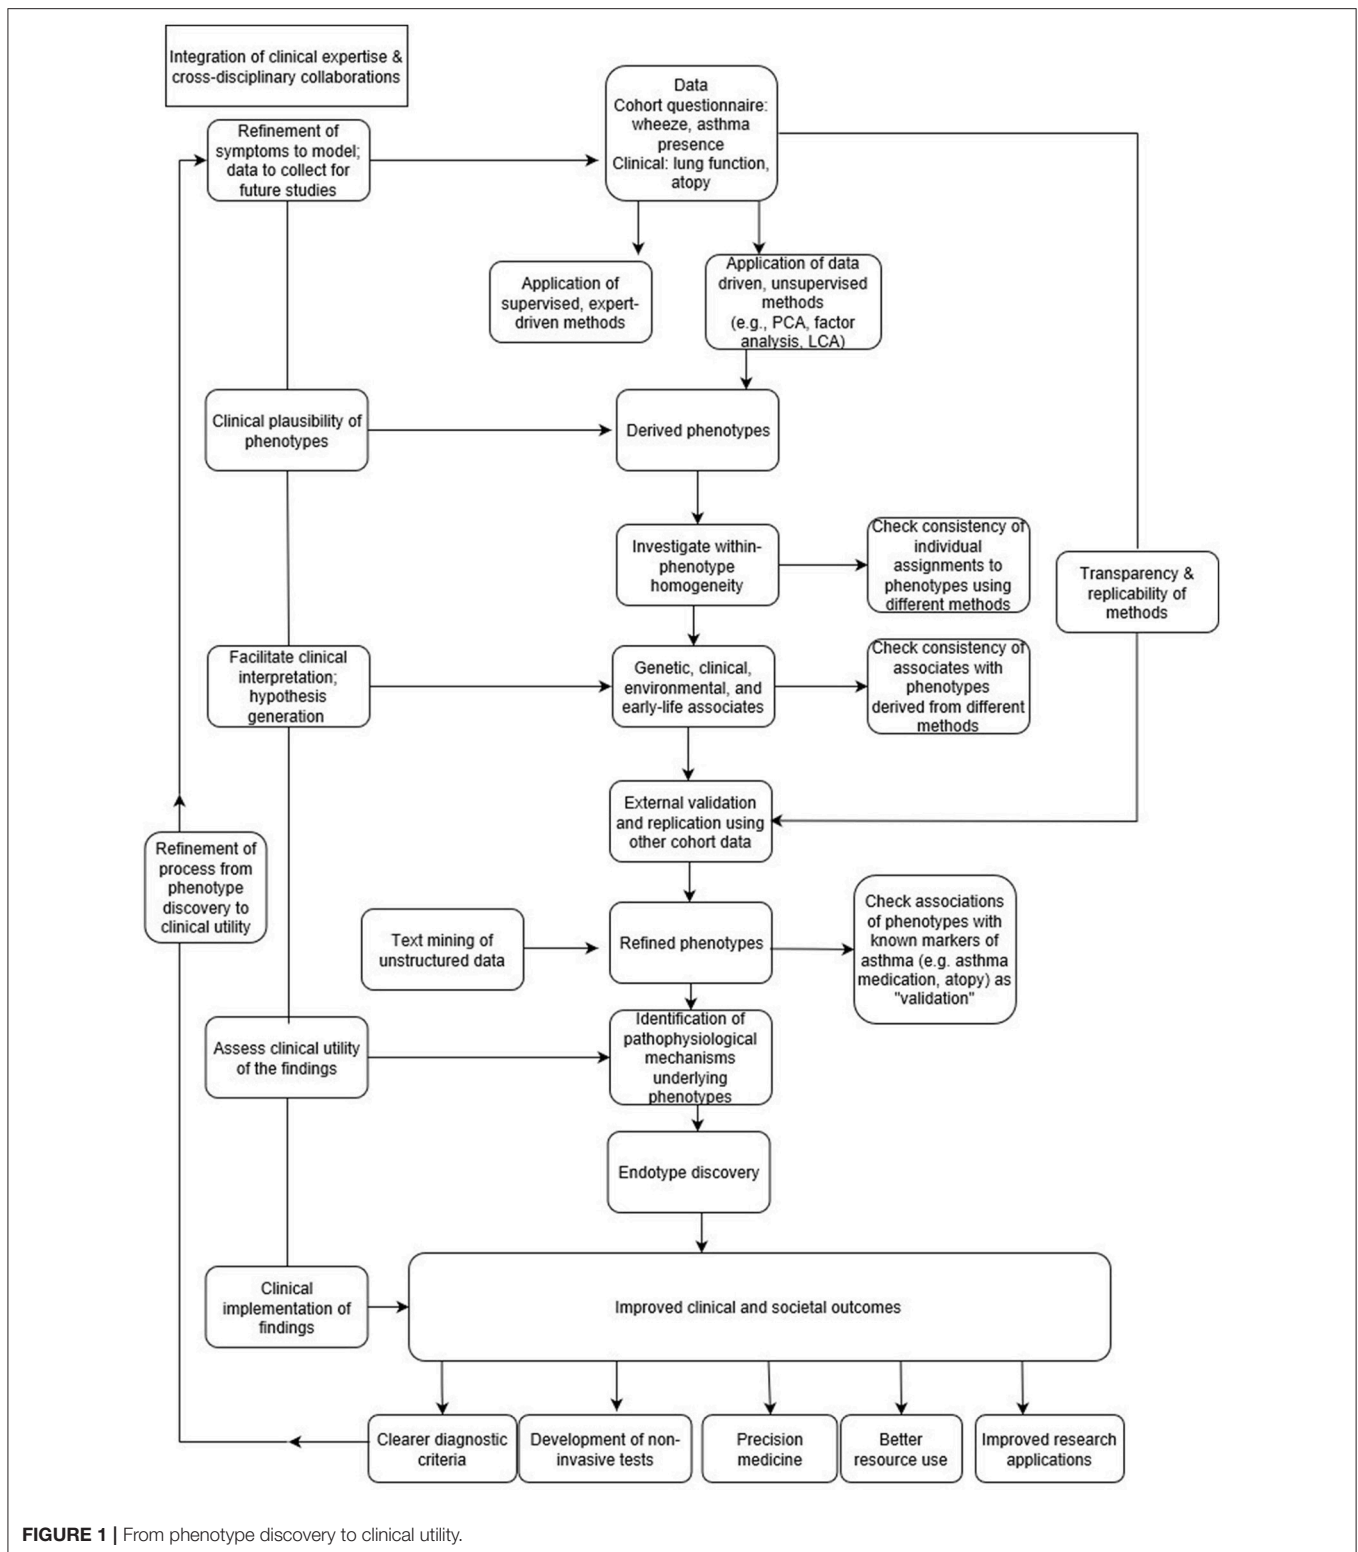 Integration of clinical expertise &
cross-disciplinary collaborations
Data
Cohort questionnaire:
wheeze, asthma
presence
Clinical: lung function,
atopy
Refinement of
symptoms to model;
data to collect for
future studies
Application of
supervised, expert-
driven methods
Application of data
driven, unsupervised
methods
(e.g., PCA, factor
analysis, LCA)
Clinical plausibility of
phenotypes
Derived phenotypes
Investigate within-
phenotype
homogeneity
Check consistency of
individual
assignments to
phenotypes using
different methods
Transparency &
replicability of
methods
Facilitate clinical
interpretation;
hypothesis
generation
Genetic, clinical,
environmental, and
early-life associates
Check consistency of
associates with
phenotypes
derived from different
methods
External validation
and replication using
other cohort data
Refinement of
process from
phenotype
discovery to
clinical utility
Text mining of
unstructured data
Refined phenotypes
Check associations
of phenotypes with
known markers of
asthma (e.g. asthma
medication, atopy) as
"validation"
Assess clinical utility
of the findings
Identification of
pathophysiological
mechanisms
underlying
phenotypes
Endotype discovery
Clinical
implementation of
findings
Improved clinical and societal outcomes
Clearer diagnostic
criteria
Development of non-
invasive tests
Precision
medicine
Better
resource use
Improved research
applications
FIGURE 1 | From phenotype discovery to clinical utility.